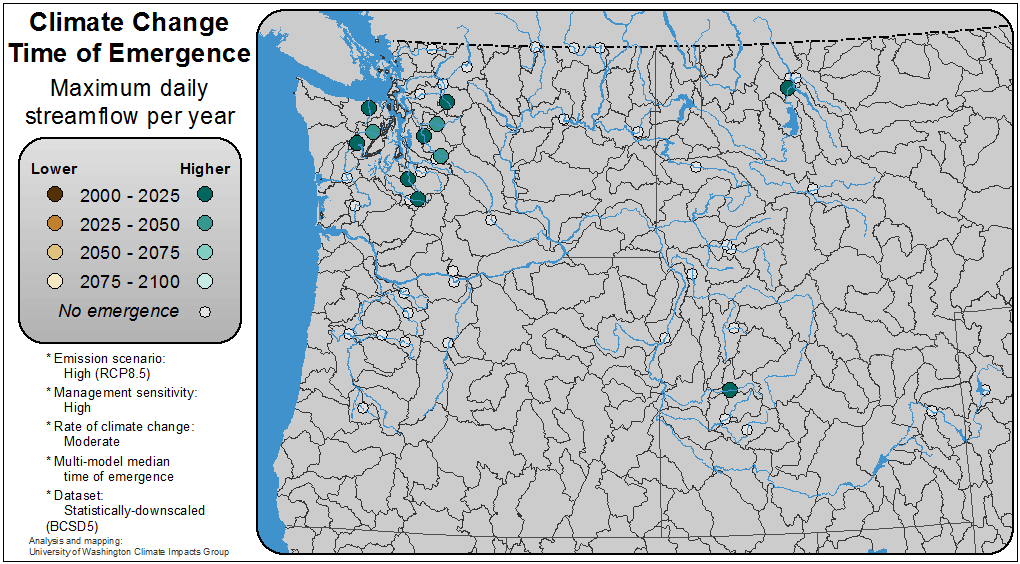 Climate Change
Time of Emergence
Maximum daily
streamflow per year
Lower Higher
2000 - 2025
2025 - 2050
2050 - 2075
2075 - 2100
No emergence
* Emission scenario:
High (RCP8.5)
* Management sensitivity:
High
* Rate of climate change:
Moderate
* Multi-model median
time of emergence
* Dataset:
Statistically-downscaled
(BCSD5)
Analysis and mapping:
University of Washington Climate Impacts Group